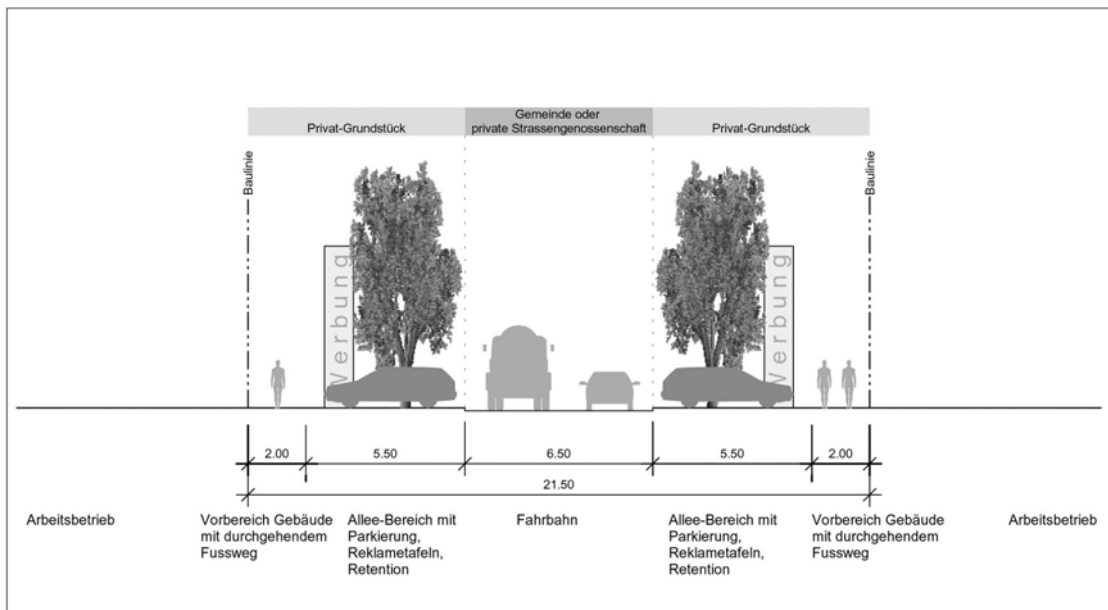 Gemeinde oder
private Strassengenossenschaft
Privat-Grundstück
Privat-Grundstück
Baulinie
Baulinie
Werbung
Werbung
2.00
5.50
6.50
5.50
2.00
21.50
Arbeitsbetrieb
Vorbereich Gebäude
mit durchgehendem
Fussweg
Allee-Bereich mit
Parkierung,
Reklametafeln,
Retention
Fahrbahn
Allee-Bereich mit
Parkierung,
Reklametafeln,
Retention
Vorbereich Gebäude
mit durchgehendem
Fussweg
Arbeitsbetrieb